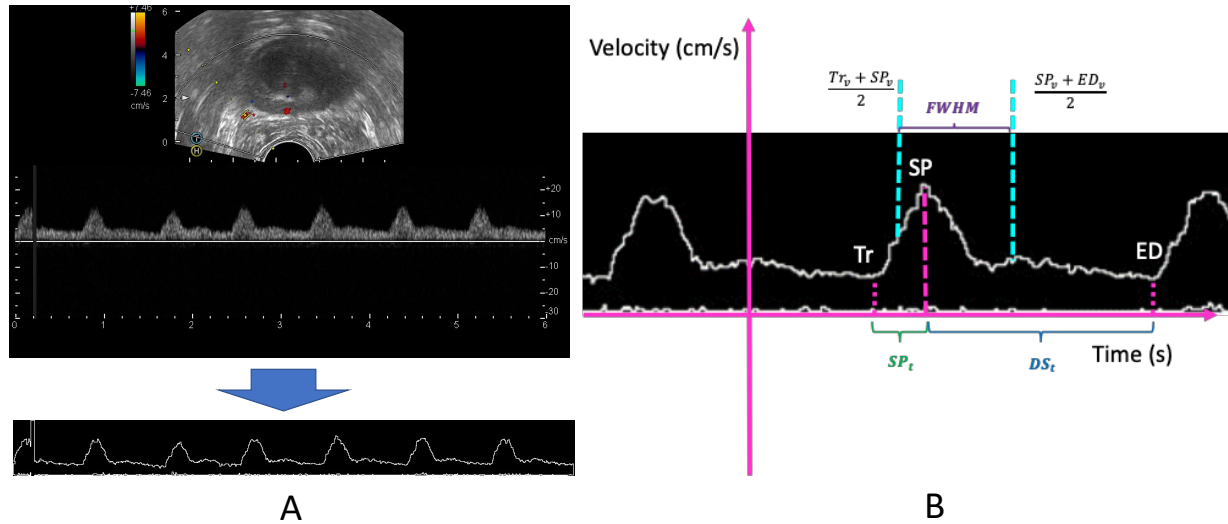 +7.46
-7.46
cm/s
6
4
2
0
T
H
+20
+10
cm/s
-10
-20
-30
0
1
2
3
4
5
6
A
Velocity (cm/s)
Tr_v + SP_v
2
SP_v + ED_v
2
FWHM
SP
Tr
ED
SP_t
DS_t
Time (s)
B